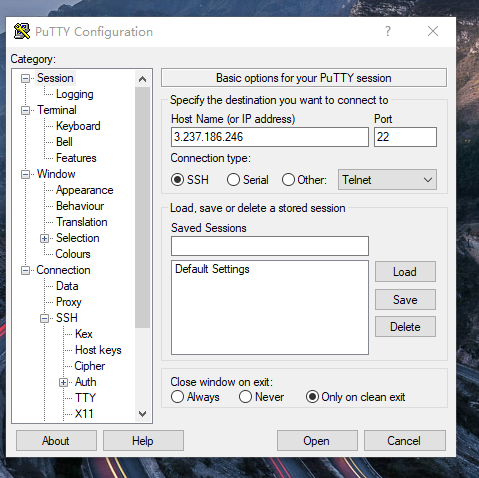 PuTTY Configuration
?
Category:
Session
Logging
Terminal
Keyboard
Bell
Features
Window
Appearance
Behaviour
Translation
Selection
Colours
Connection
Data
Proxy
SSH
Kex
Host keys
Cipher
Auth
TTY
X11
Basic options for your PuTTY session
Specify the destination you want to connect to
Host Name (or IP address) Port
3.237.186.246 22
Connection type:
SSH Serial Other: Telnet
Load, save or delete a stored session
Saved Sessions
Default Settings
Load
Save
Delete
Close window on exit:
Always Never Only on clean exit
About Help Open Cancel